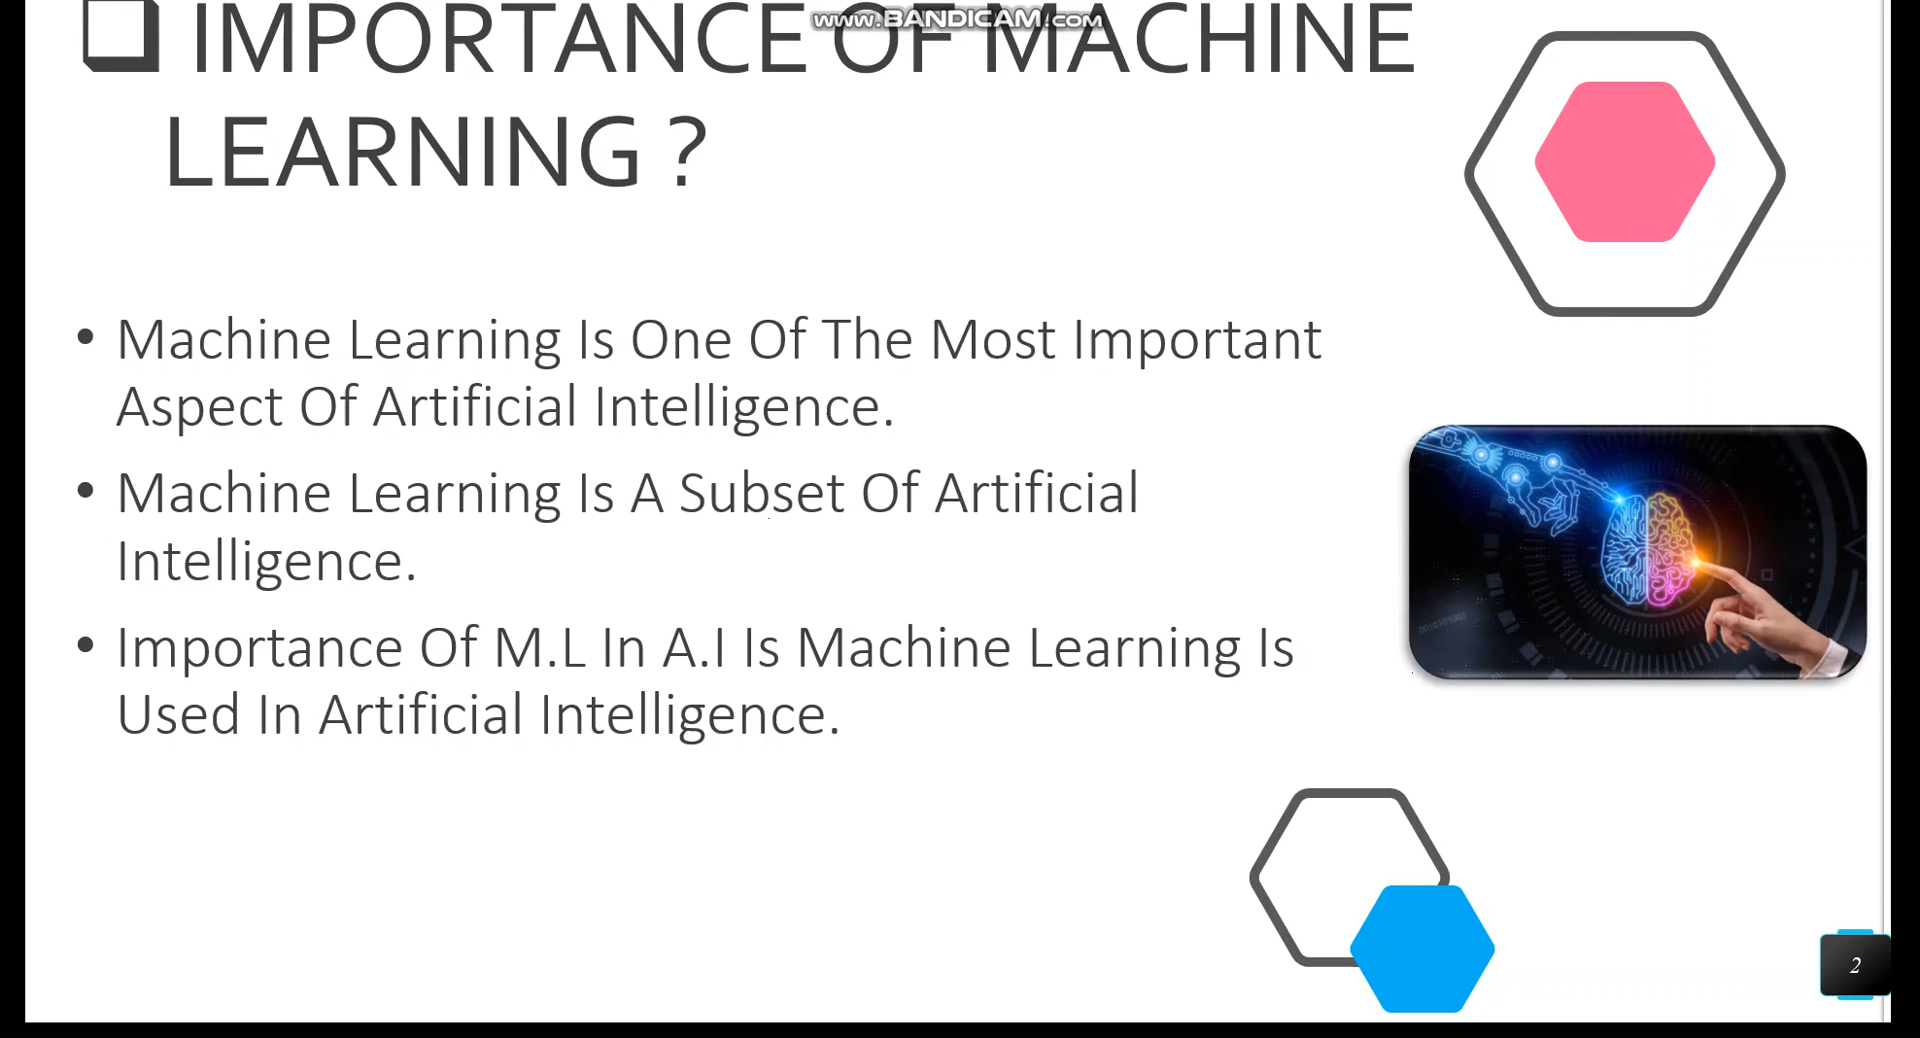 www.BANDICAM.com
IMPORTANCE OF MACHINE
LEARNING ?
• Machine Learning Is One Of The Most Important
Aspect Of Artificial Intelligence.
• Machine Learning Is A Subset Of Artificial
Intelligence.
• Importance Of M.L In A.I Is Machine Learning Is
Used In Artificial Intelligence.
2